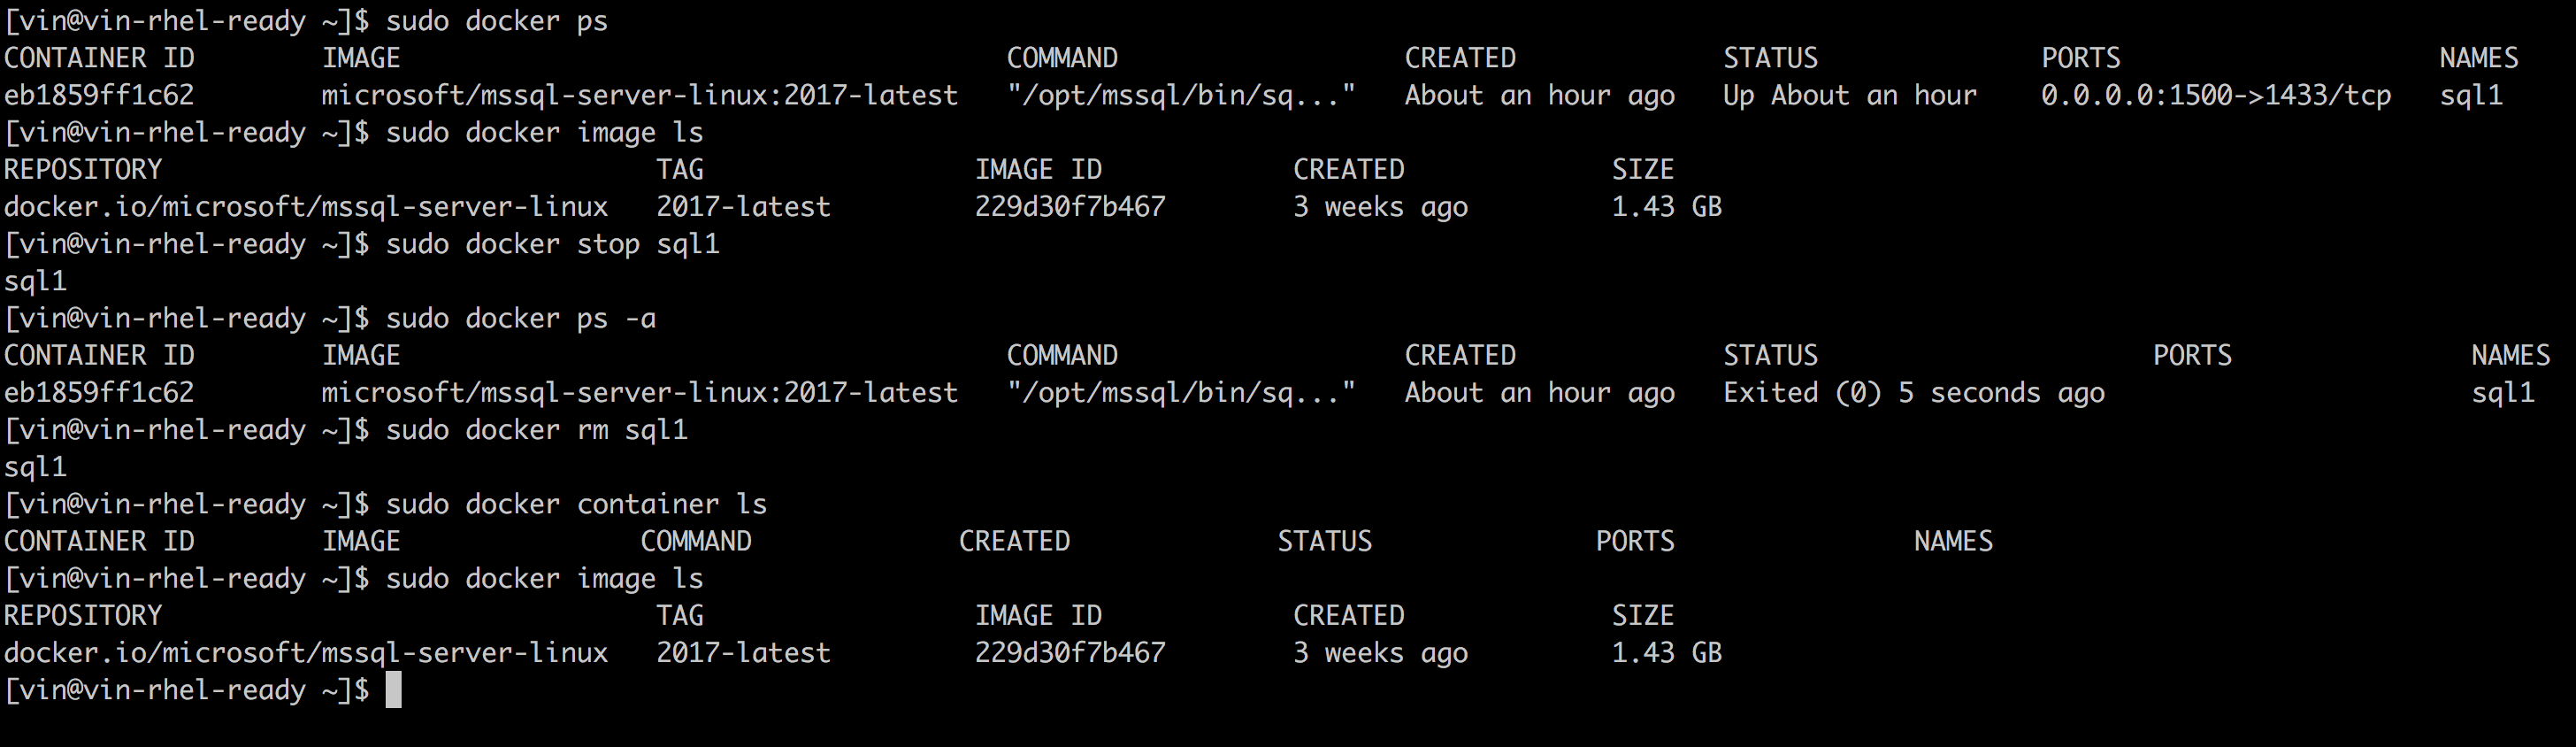 [vin@vin-rhel-ready ~]$ sudo docker ps
CONTAINER ID        IMAGE                                      COMMAND                  CREATED             STATUS              PORTS                    NAMES
eb1859ff1c62        microsoft/mssql-server-linux:2017-latest   "/opt/mssql/bin/sq..."   About an hour ago   Up About an hour    0.0.0.0:1500->1433/tcp   sql1
[vin@vin-rhel-ready ~]$ sudo docker image ls
REPOSITORY                               TAG                 IMAGE ID            CREATED             SIZE
docker.io/microsoft/mssql-server-linux   2017-latest         229d30f7b467        3 weeks ago         1.43 GB
[vin@vin-rhel-ready ~]$ sudo docker stop sql1
sql1
[vin@vin-rhel-ready ~]$ sudo docker ps -a
CONTAINER ID        IMAGE                                      COMMAND                  CREATED             STATUS                     PORTS               NAMES
eb1859ff1c62        microsoft/mssql-server-linux:2017-latest   "/opt/mssql/bin/sq..."   About an hour ago   Exited (0) 5 seconds ago                       sql1
[vin@vin-rhel-ready ~]$ sudo docker rm sql1
sql1
[vin@vin-rhel-ready ~]$ sudo docker container ls
CONTAINER ID        IMAGE               COMMAND             CREATED             STATUS              PORTS               NAMES
[vin@vin-rhel-ready ~]$ sudo docker image ls
REPOSITORY                               TAG                 IMAGE ID            CREATED             SIZE
docker.io/microsoft/mssql-server-linux   2017-latest         229d30f7b467        3 weeks ago         1.43 GB
[vin@vin-rhel-ready ~]$